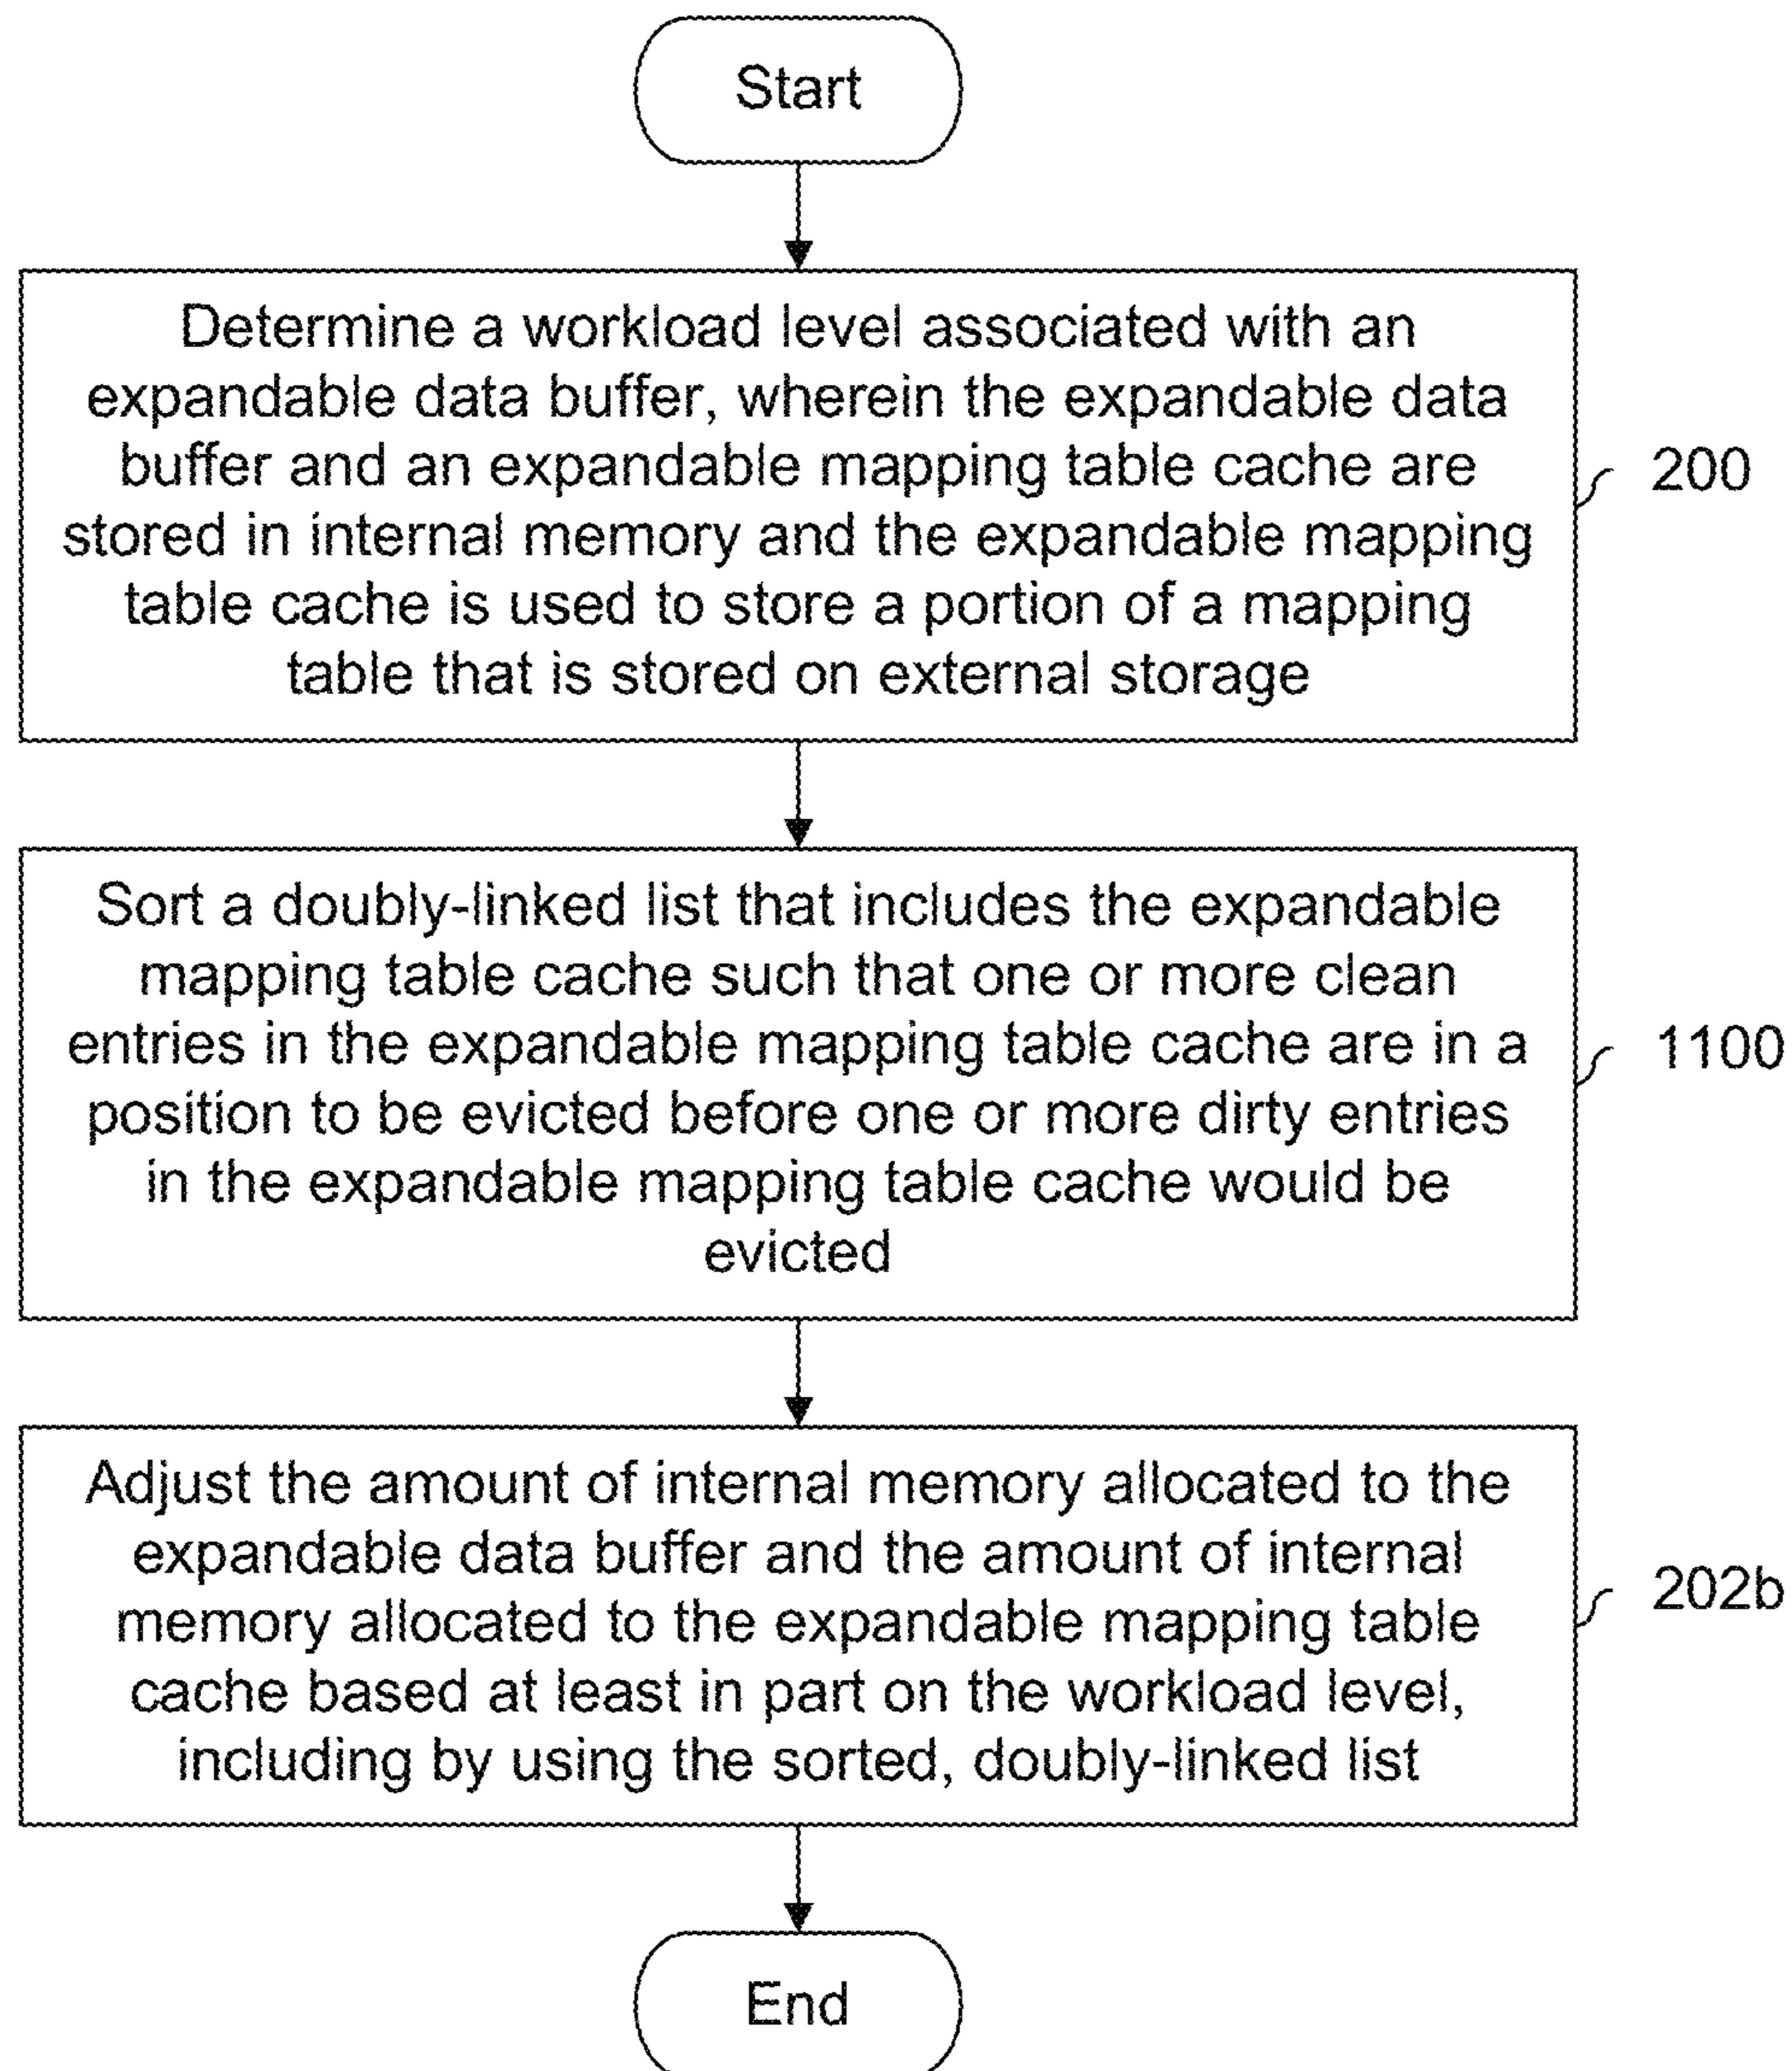 Start
Determine a workload level associated with an
expandable data buffer, wherein the expandable data
buffer and an expandable mapping table cache are
stored in internal memory and the expandable mapping
table cache is used to store a portion of a mapping
table that is stored on external storage
200
Sort a doubly-linked list that includes the expandable
mapping table cache such that one or more clean
entries in the expandable mapping table cache are in a
position to be evicted before one or more dirty entries
in the expandable mapping table cache would be
evicted
1100
Adjust the amount of internal memory allocated to the
expandable data buffer and the amount of internal
memory allocated to the expandable mapping table
cache based at least in part on the workload level,
including by using the sorted, doubly-linked list
202b
End